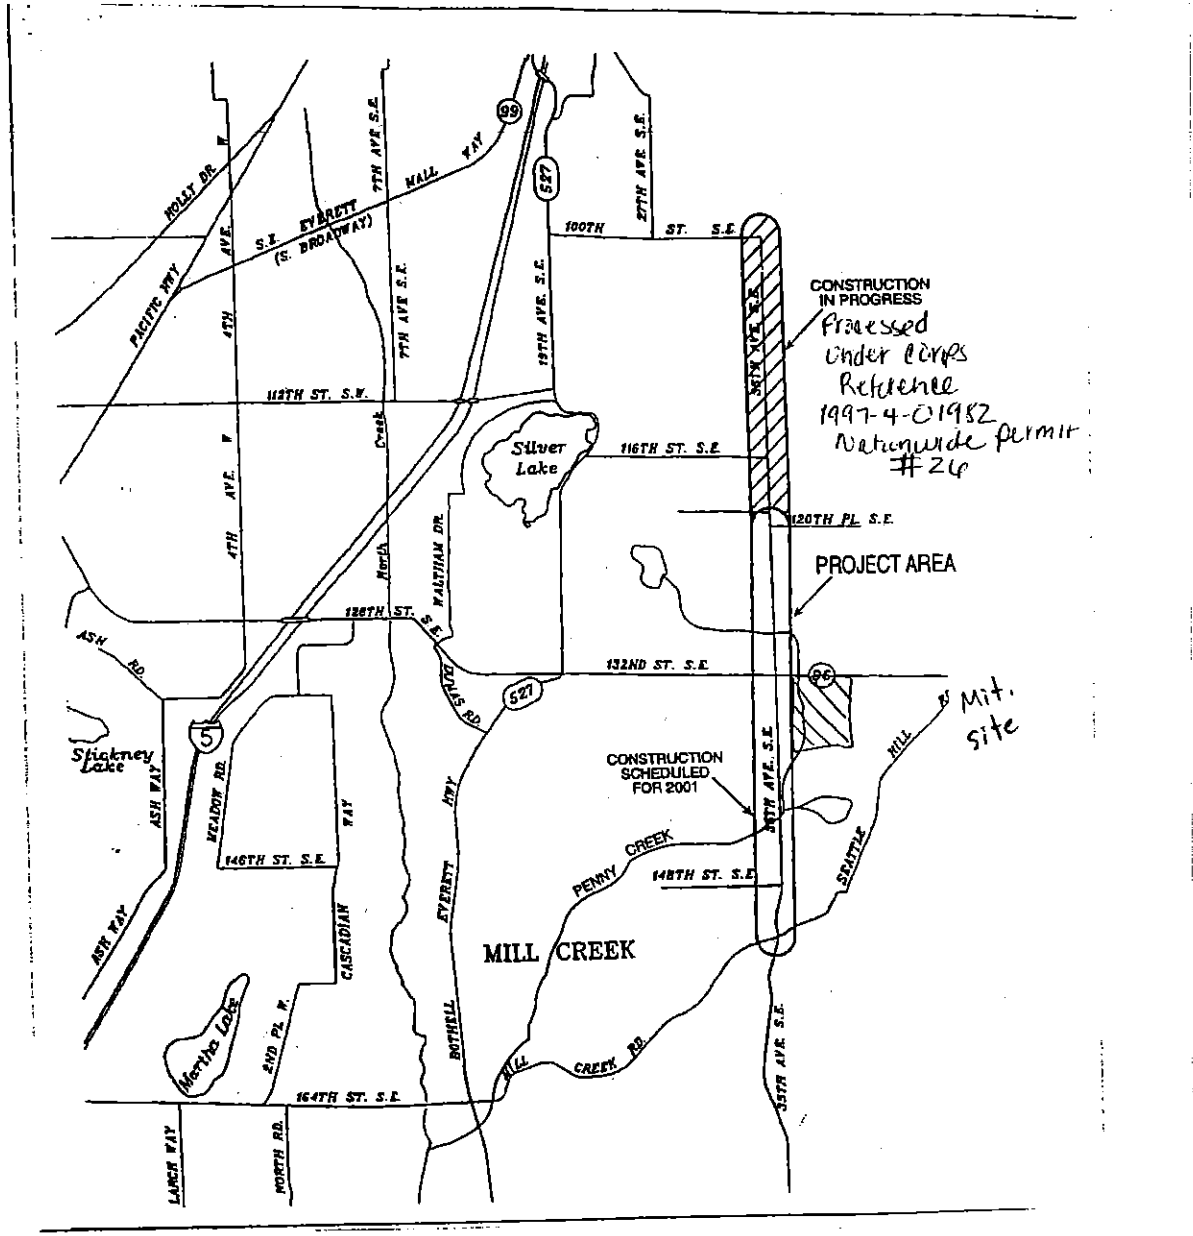 99
7TH AVE S.E.
27TH AVE S.E.
HOLLY DR.
W
EVERETT
MALL
WAY
527
S.E.
(S. BROADWAY)
AVE.
100TH ST. S.E.
PACIFIC HWY
4TH
7TH AVE S.E.
19TH AVE. S.E.
35TH AVE. S.E.
CONSTRUCTION
IN PROGRESS
Processed
Under Corps
Reference
1997-4-01982
Nationwide Permit
#26
112TH ST. S.W.
Creek
Silver
Lake
116TH ST. S.E.
W
AVE.
4TH
North
WALTHAM DR.
120TH PL S.E.
PROJECT AREA
128TH ST.
S.E.
ASH
RD.
132ND ST. S.E.
96
DUMAS RD.
527
Mit.
site
5
Stickney
Lake
ASH WAY
MEADOW RD.
WAY
HWY
CONSTRUCTION
SCHEDULED
FOR 2001
35TH AVE. S.E.
HILL
SEATTLE
146TH ST. S.E.
PENNY CREEK
148TH ST. S.E.
EVERETT
ASH WAY
CASCADIAN
MILL CREEK
Martha Lake
2ND PL W.
BOTHELL
MILL
CREEK
RD.
35TH AVE S.E.
164TH ST. S.E.
LARCH WAY
NORTH RD.